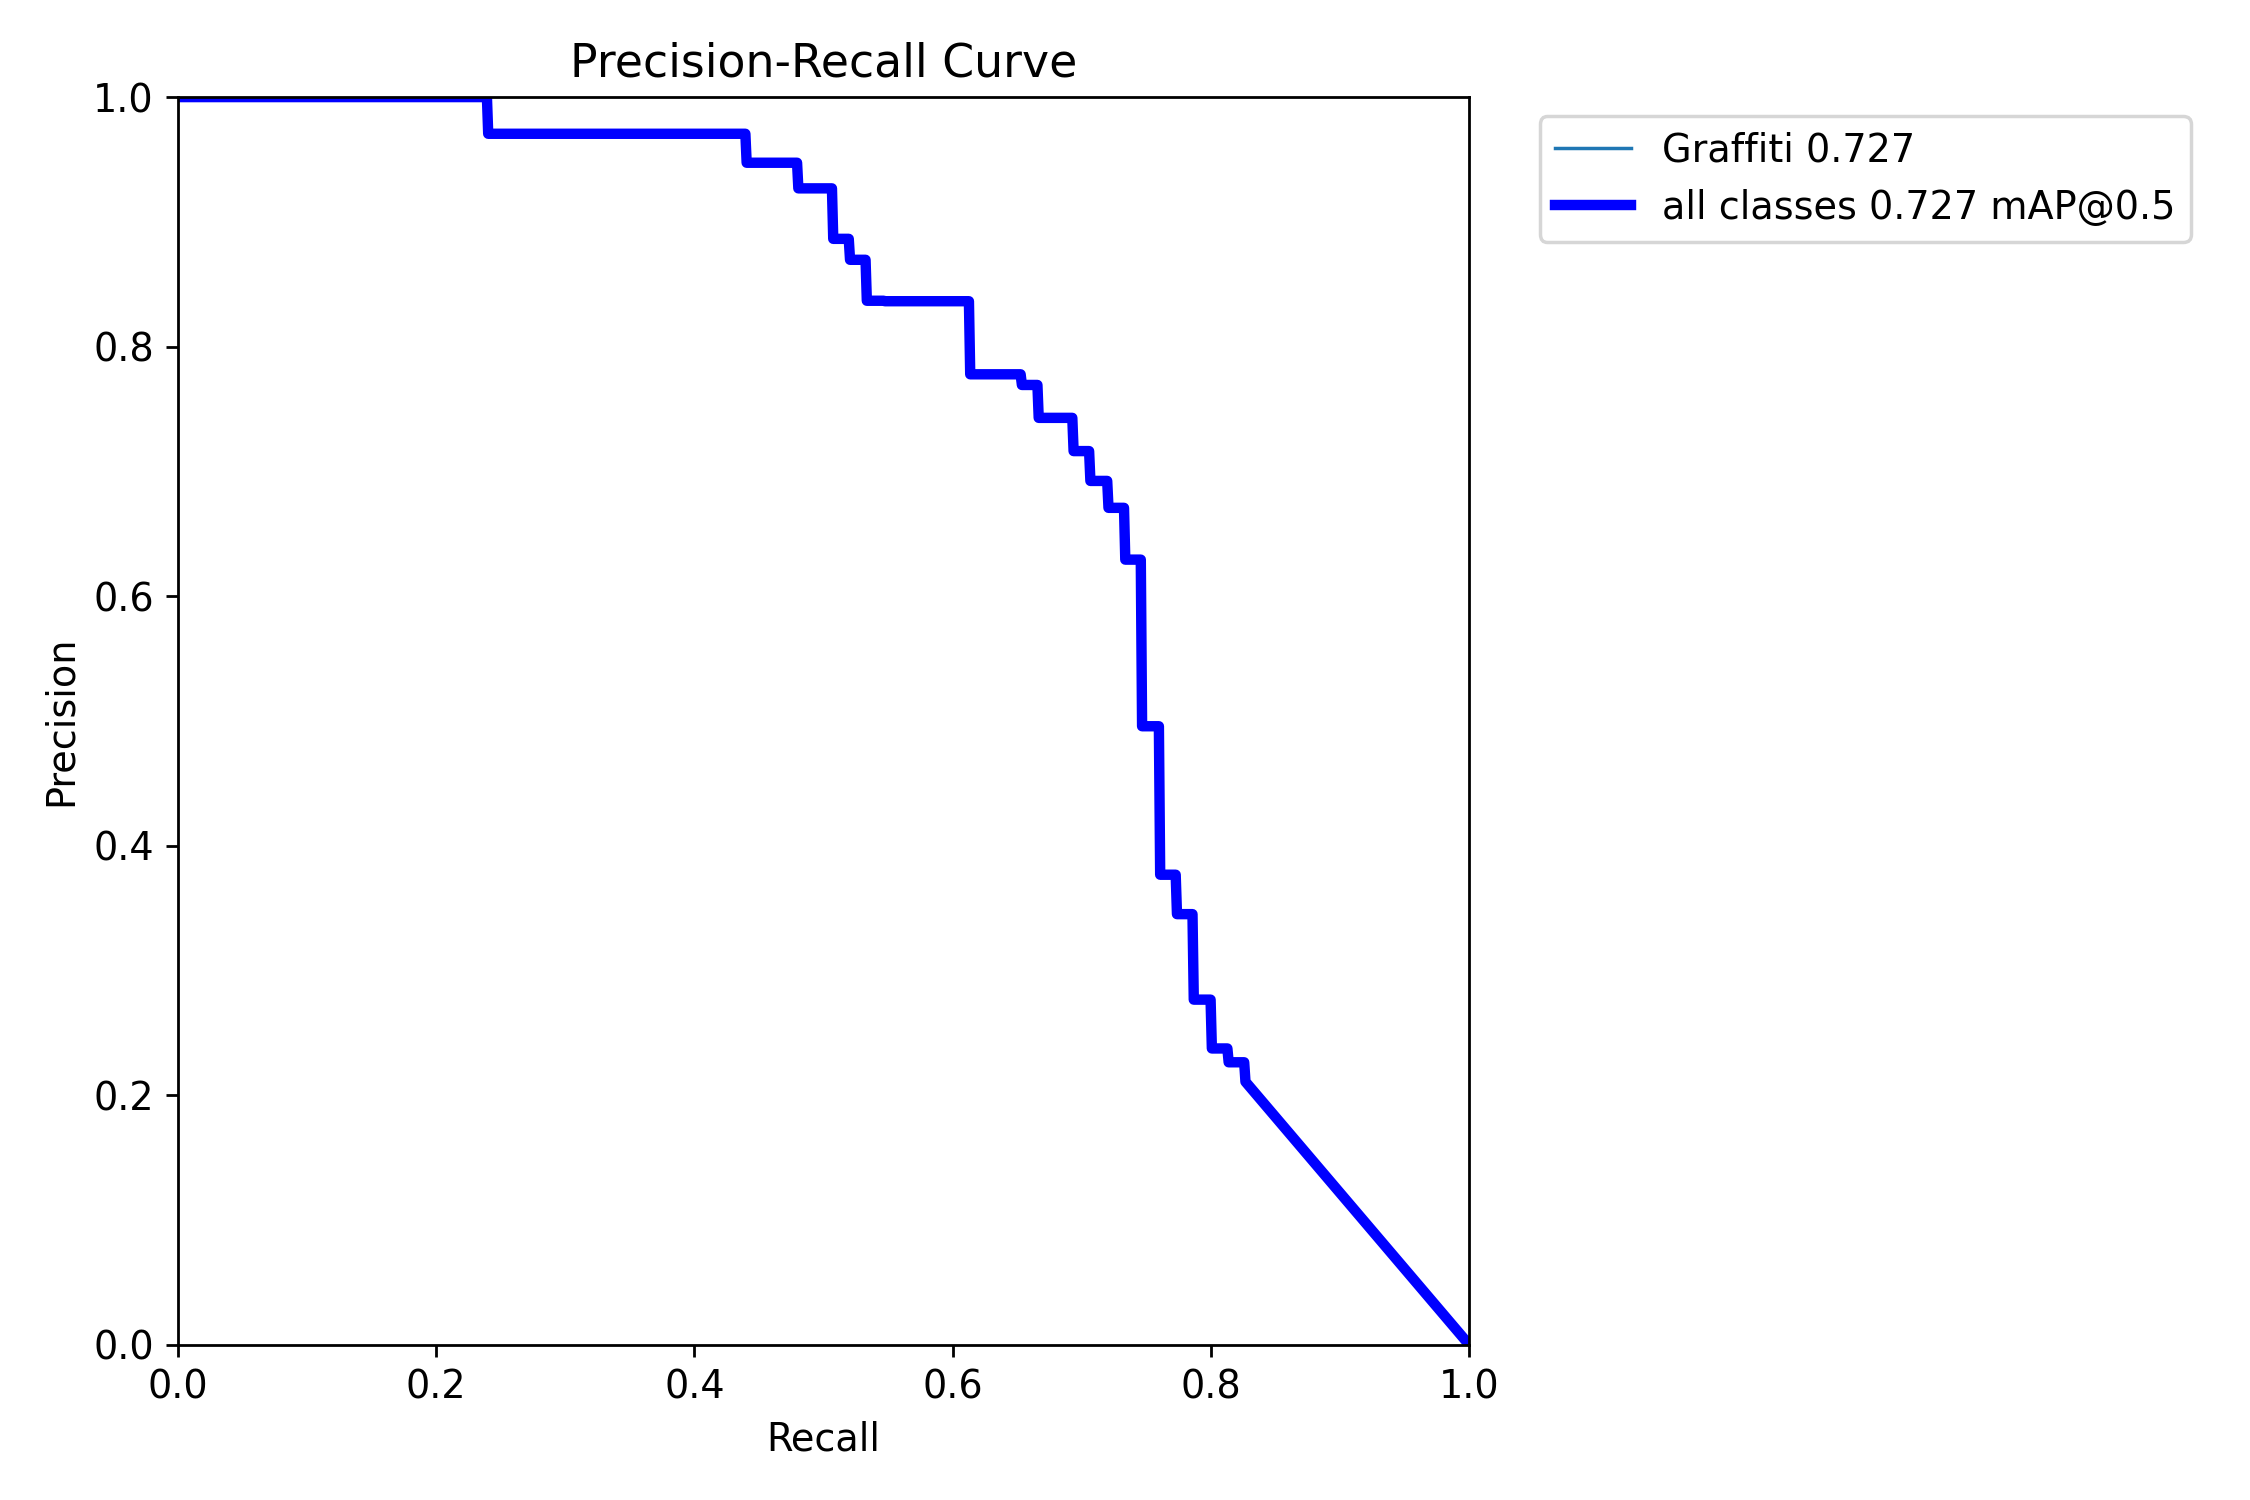 Precision-Recall Curve
1.0
0.8
0.6
0.4
0.2
0.0
Precision
0.0 0.2 0.4 0.6 0.8 1.0
Recall
Graffiti 0.727
all classes 0.727 mAP@0.5